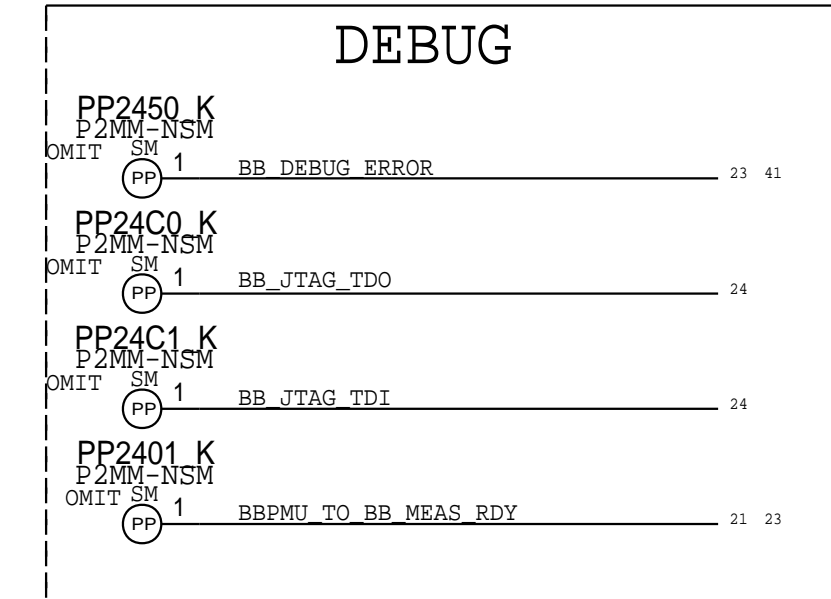 DEBUG
PP2450_K
P2MM-NSM
OMIT SM
PP 1 BB_DEBUG_ERROR 23 41
PP24C0_K
P2MM-NSM
OMIT SM
PP 1 BB_JTAG_TDO 24
PP24C1_K
P2MM-NSM
OMIT SM
PP 1 BB_JTAG_TDI 24
PP2401_K
P2MM-NSM
OMIT SM
PP 1 BBPMU_TO_BB_MEAS_RDY 21 23